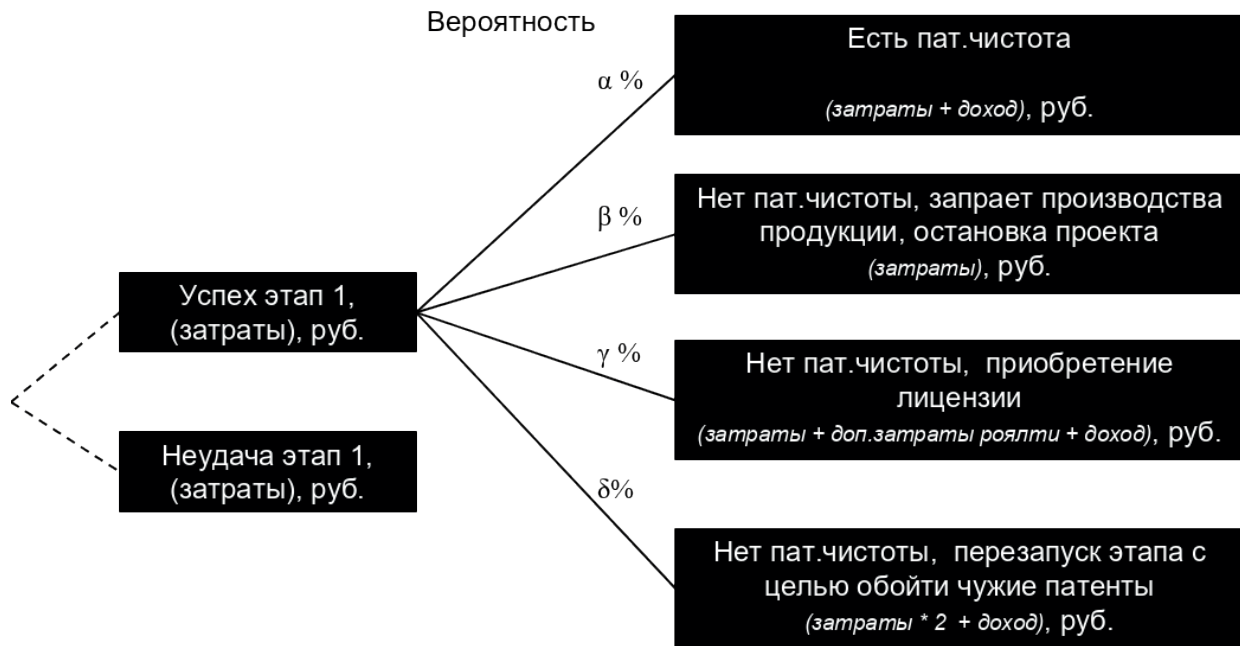 Вероятность
Есть пат.чистота
(затраты + доход), руб.
α %
Нет пат.чистоты, запрает производства
продукции, остановка проекта
(затраты), руб.
β %
Успех этап 1,
(затраты), руб.
γ %
Нет пат.чистоты, приобретение
лицензии
(затраты + доп.затраты роялти + доход), руб.
Неудача этап 1,
(затраты), руб.
δ%
Нет пат.чистоты, перезапуск этапа с
целью обойти чужие патенты
(затраты * 2 + доход), руб.